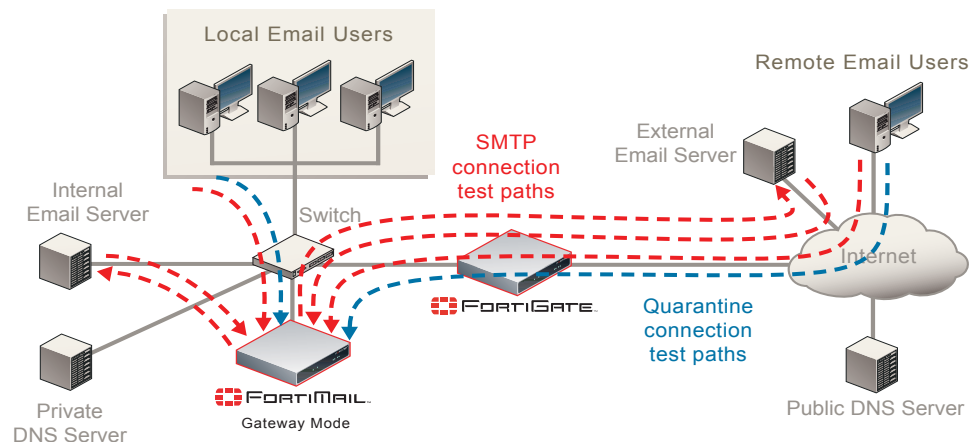 Local Email Users
Remote Email Users
External
Email Server
SMTP
connection
test paths
Internal
Email Server
Switch
Internet
FORTIGATE
Quarantine
connection
test paths
FORTIMAIL
Gateway Mode
Private
DNS Server
Public DNS Server